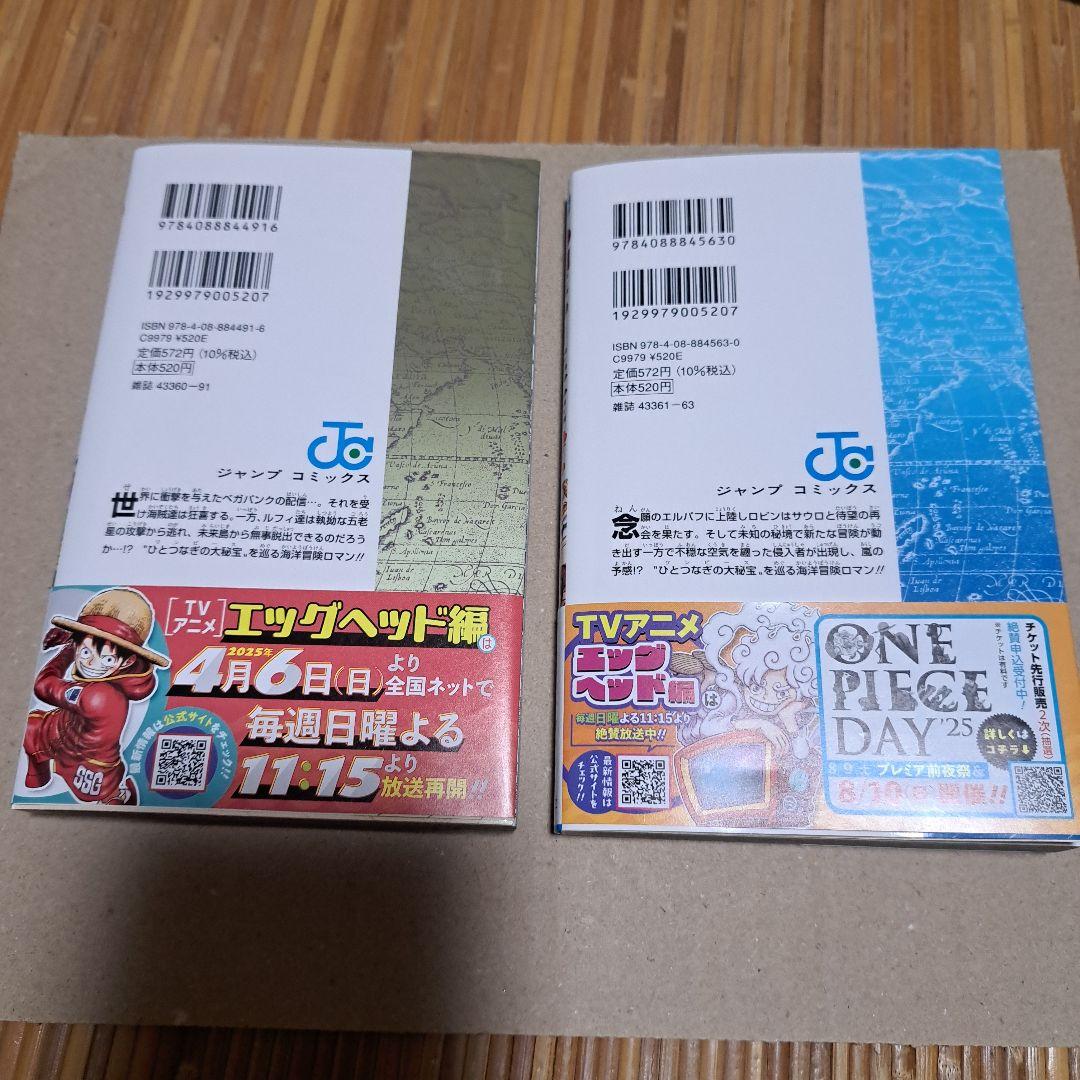 9784088844916
1929979005207
ISBN 978-4-08-884491-6
C9979 ¥520E
定価572円(10%税込)
本体520円
雑誌 43360-91
ジャンプ コミックス
世界に衝撃を与えたベガパンクの配信…。それを受
け海賊達は狂喜する。一方、ルフィ達は執拗な五老
星の攻撃から逃れ、未来島から無事脱出できるのだろう
か…!? "ひとつなぎの大秘宝"を巡る海洋冒険ロマン!!
[TVアニメ]エッグヘッド編は
2025年
4月6日(日)より
全国ネットで
毎週日曜よる
11:15より
放送再開!!
最新情報は公式サイトをチェック!!
9784088845630
1929979005207
ISBN 978-4-08-884563-0
C9979 ¥520E
定価572円(10%税込)
本体520円
雑誌 43361-63
ジャンプ コミックス
念願のエルバフに上陸しロビンはサウロと待望の再
会を果たす。そして未知の秘境で新たな冒険が動
き出す一方で不穏な空気を纏った侵入者が出現し、嵐の
予感!? "ひとつなぎの大秘宝"を巡る海洋冒険ロマン!!
TVアニメ
エッグ
ヘッド編は
毎週日曜よる11:15より
絶賛放送中!!
最新情報は
公式サイトを
チェック!!
ONE
PIECE
DAY'25
チケット先行販売2次(抽選)
絶賛申込受付中!
※チケットは有料です
詳しくは
コチラ
プレミア前夜祭&
8/10(日)開催!!